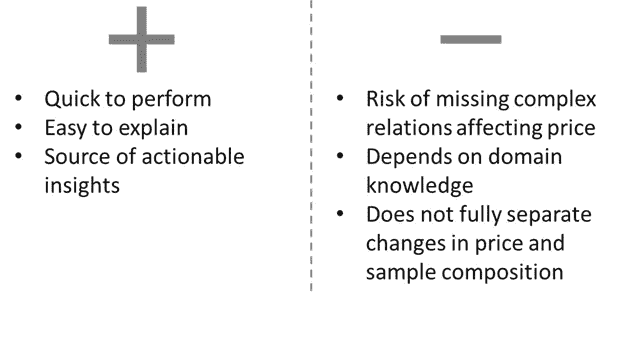 • Quick to perform
• Easy to explain
• Source of actionable
insights
• Risk of missing complex
relations affecting price
• Depends on domain
knowledge
• Does not fully separate
changes in price and
sample composition